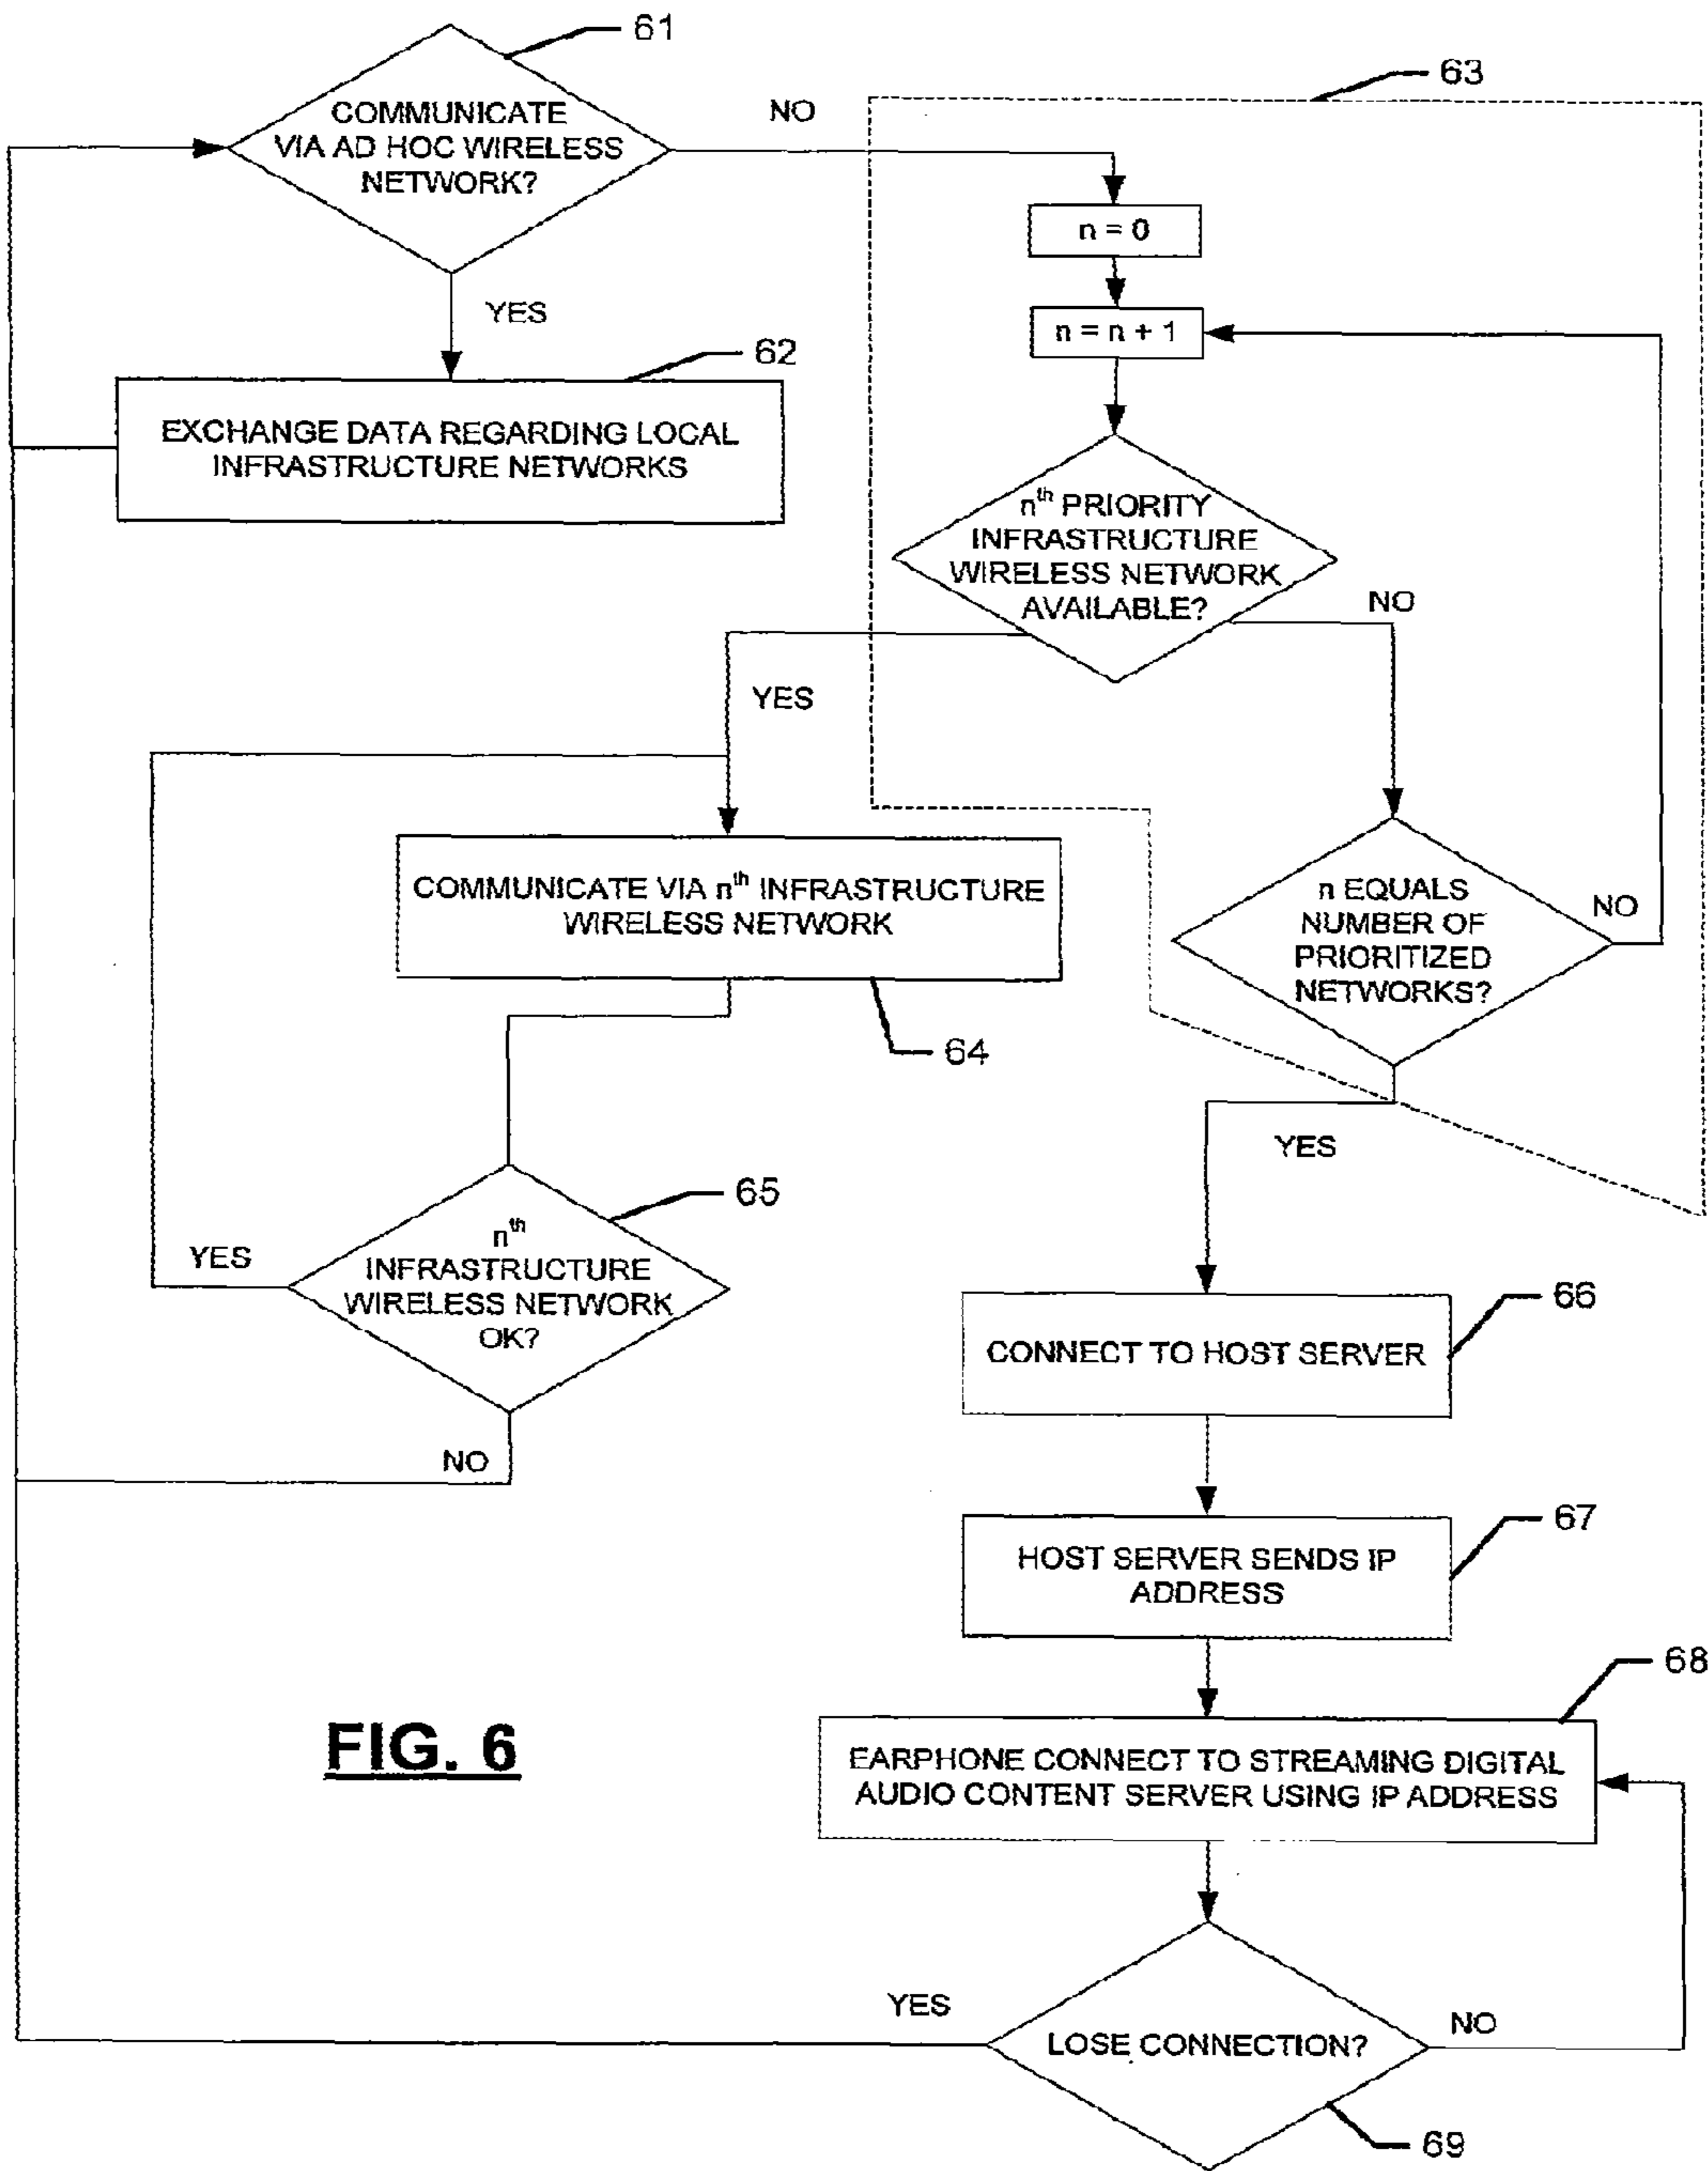 61
COMMUNICATE
VIA AD HOC WIRELESS
NETWORK?
NO
63
n = 0
YES
n = n + 1
62
EXCHANGE DATA REGARDING LOCAL
INFRASTRUCTURE NETWORKS
nth PRIORITY
INFRASTRUCTURE
WIRELESS NETWORK
AVAILABLE?
NO
YES
COMMUNICATE VIA nth INFRASTRUCTURE
WIRELESS NETWORK
64
n EQUALS
NUMBER OF
PRIORITIZED
NETWORKS?
NO
YES
65
nth
INFRASTRUCTURE
WIRELESS NETWORK
OK?
YES
NO
66
CONNECT TO HOST SERVER
67
HOST SERVER SENDS IP
ADDRESS
68
EARPHONE CONNECT TO STREAMING DIGITAL
AUDIO CONTENT SERVER USING IP ADDRESS
FIG. 6
YES
LOSE CONNECTION?
NO
69